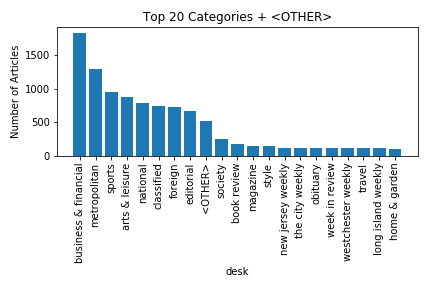 Top 20 Categories + <OTHER>
Number of Articles
1500
1000
500
0
business & financial
metropolitan
sports
arts & leisure
national
classified
foreign
editorial
<OTHER>
society
book review
magazine
style
new jersey weekly
the city weekly
obituary
week in review
westchester weekly
travel
long island weekly
home & garden
desk